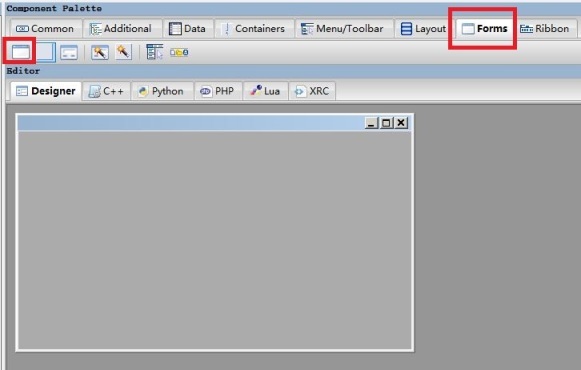 Component Palette
Common Additional Data Containers Menu/Toolbar Layout Forms Ribbon
Editor
Designer C++ Python PHP Lua XRC